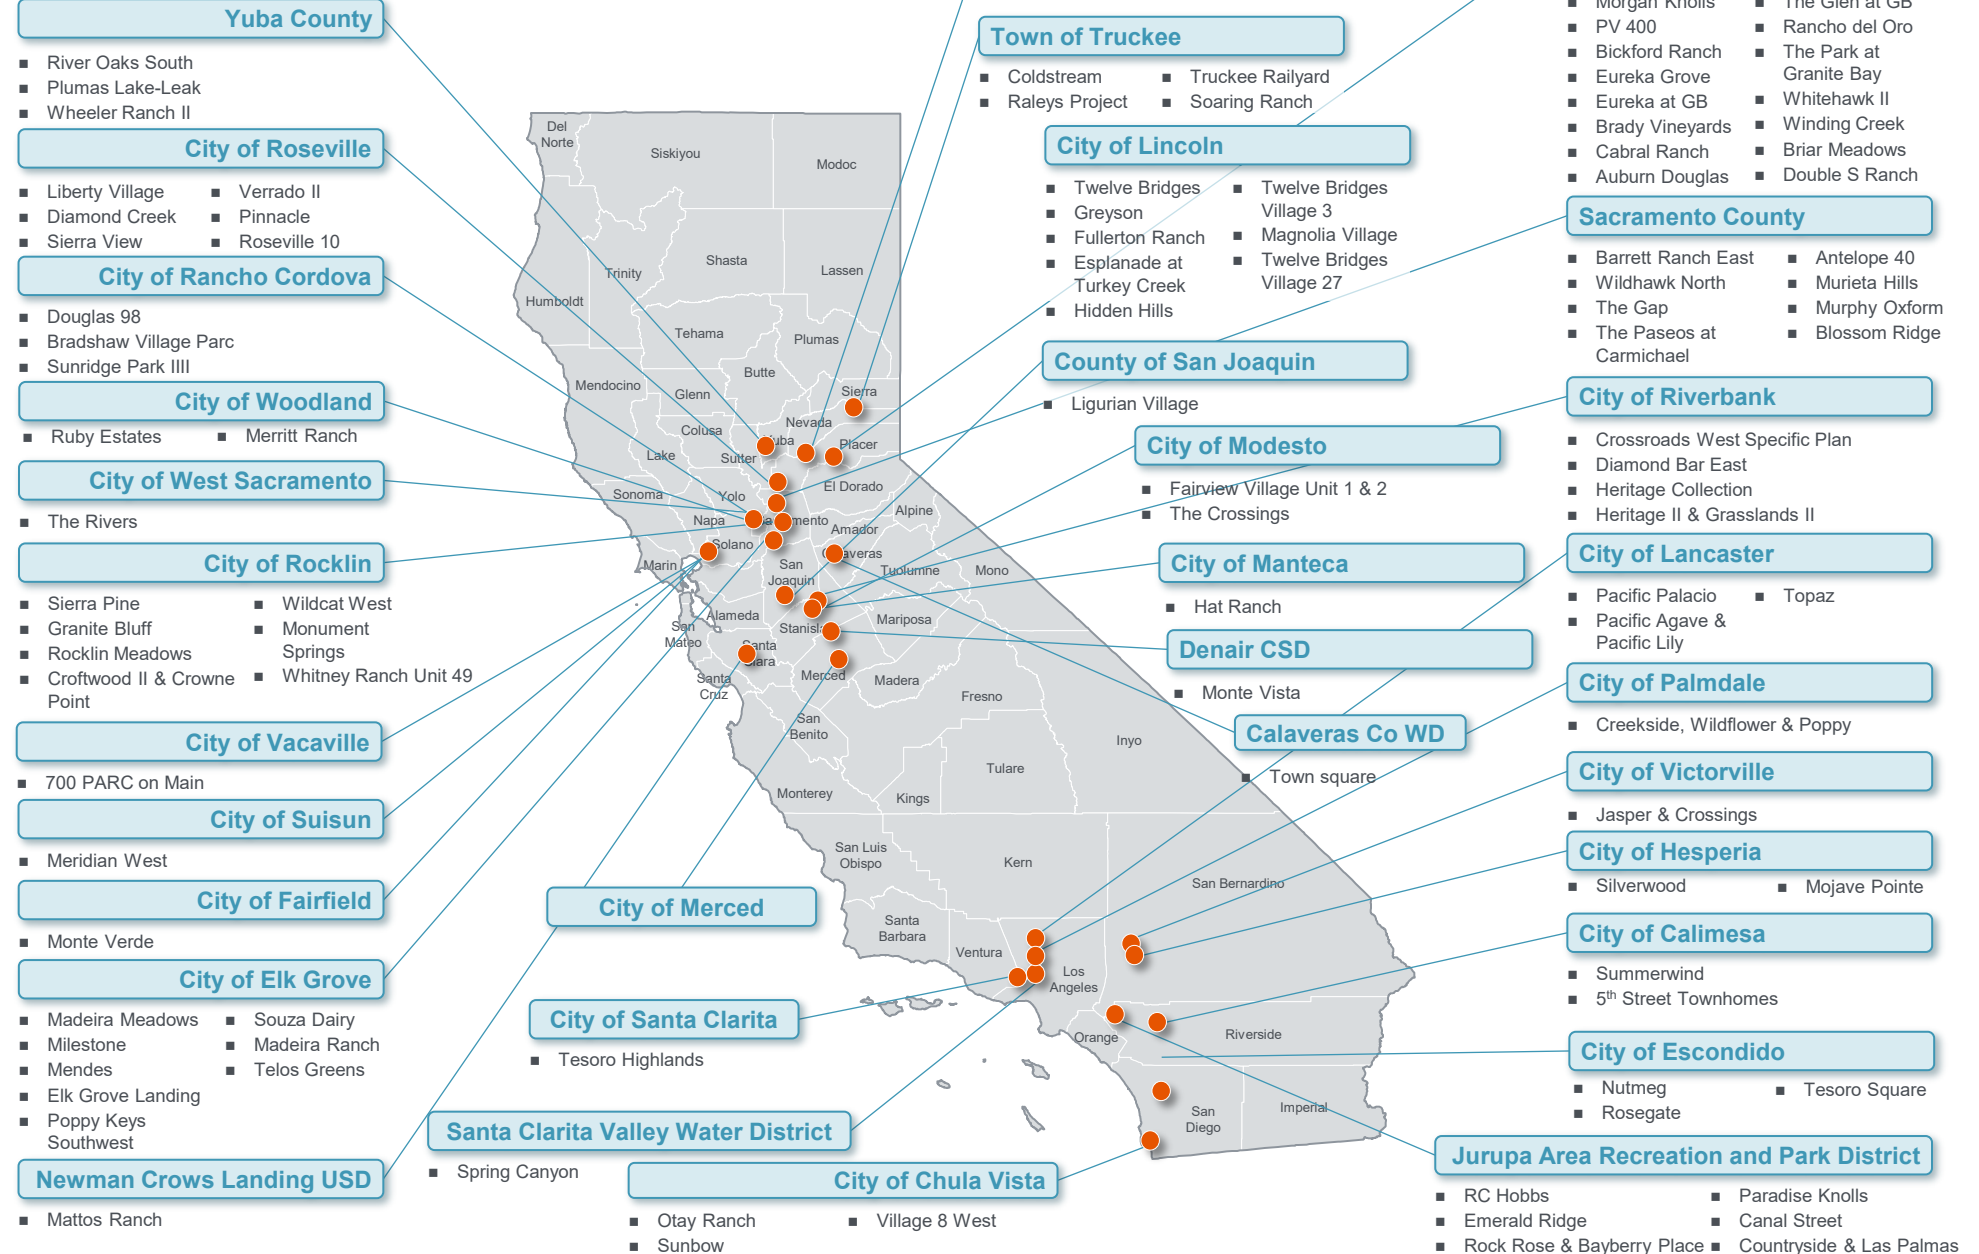 Yuba County
River Oaks South
Plumas Lake-Leak
Wheeler Ranch II
City of Roseville
Liberty Village
Diamond Creek
Sierra View
Verrado II
Pinnacle
Roseville 10
City of Rancho Cordova
Douglas 98
Bradshaw Village Parc
Sunridge Park IIII
City of Woodland
Ruby Estates
Merritt Ranch
City of West Sacramento
The Rivers
City of Rocklin
Sierra Pine
Granite Bluff
Rocklin Meadows
Croftwood II & Crowne
Point
Wildcat West
Monument
Springs
Whitney Ranch Unit 49
City of Vacaville
700 PARC on Main
City of Suisun
Meridian West
City of Fairfield
Monte Verde
City of Elk Grove
Madeira Meadows
Milestone
Mendes
Elk Grove Landing
Poppy Keys
Southwest
Souza Dairy
Madeira Ranch
Telos Greens
Newman Crows Landing USD
Mattos Ranch
Del
Norte
Siskiyou
Modoc
Trinity
Shasta
Lassen
Humboldt
Tehama
Plumas
Butte
Mendocino
Glenn
Sierra
Nevada
Colusa
Placer
Lake
Sutter
Sonoma
Yolo
El Dorado
Napa
Alpine
Amador
Solano
Marin
San
Joaquin
Tuolumne
Mono
Alameda
San
Mateo
Mariposa
Santa
Cruz
Merced
Madera
Fresno
San
Benito
Inyo
Tulare
Monterey
Kings
San Luis
Obispo
Kern
San Bernardino
Santa
Barbara
Ventura
Los
Angeles
Orange
Riverside
San
Diego
Imperial
City of Merced
City of Santa Clarita
Tesoro Highlands
Santa Clarita Valley Water District
Spring Canyon
City of Chula Vista
Otay Ranch
Sunbow
Village 8 West
Town of Truckee
Coldstream
Raleys Project
Truckee Railyard
Soaring Ranch
City of Lincoln
Twelve Bridges
Greyson
Fullerton Ranch
Esplanade at
Turkey Creek
Hidden Hills
Twelve Bridges
Village 3
Magnolia Village
Twelve Bridges
Village 27
County of San Joaquin
Ligurian Village
City of Modesto
Fairview Village Unit 1 & 2
The Crossings
City of Manteca
Hat Ranch
Denair CSD
Monte Vista
Calaveras Co WD
Town square
Morgan Knolls
PV 400
Bickford Ranch
Eureka Grove
Eureka at GB
Brady Vineyards
Cabral Ranch
Auburn Douglas
The Glen at GB
Rancho del Oro
The Park at
Granite Bay
Whitehawk II
Winding Creek
Briar Meadows
Double S Ranch
Sacramento County
Barrett Ranch East
Wildhawk North
The Gap
The Paseos at
Carmichael
Antelope 40
Murieta Hills
Murphy Oxform
Blossom Ridge
City of Riverbank
Crossroads West Specific Plan
Diamond Bar East
Heritage Collection
Heritage II & Grasslands II
City of Lancaster
Pacific Palacio
Pacific Agave &
Pacific Lily
Topaz
City of Palmdale
Creekside, Wildflower & Poppy
City of Victorville
Jasper & Crossings
City of Hesperia
Silverwood
Mojave Pointe
City of Calimesa
Summerwind
5th Street Townhomes
City of Escondido
Nutmeg
Rosegate
Tesoro Square
Jurupa Area Recreation and Park District
RC Hobbs
Emerald Ridge
Rock Rose & Bayberry Place
Paradise Knolls
Canal Street
Countryside & Las Palmas